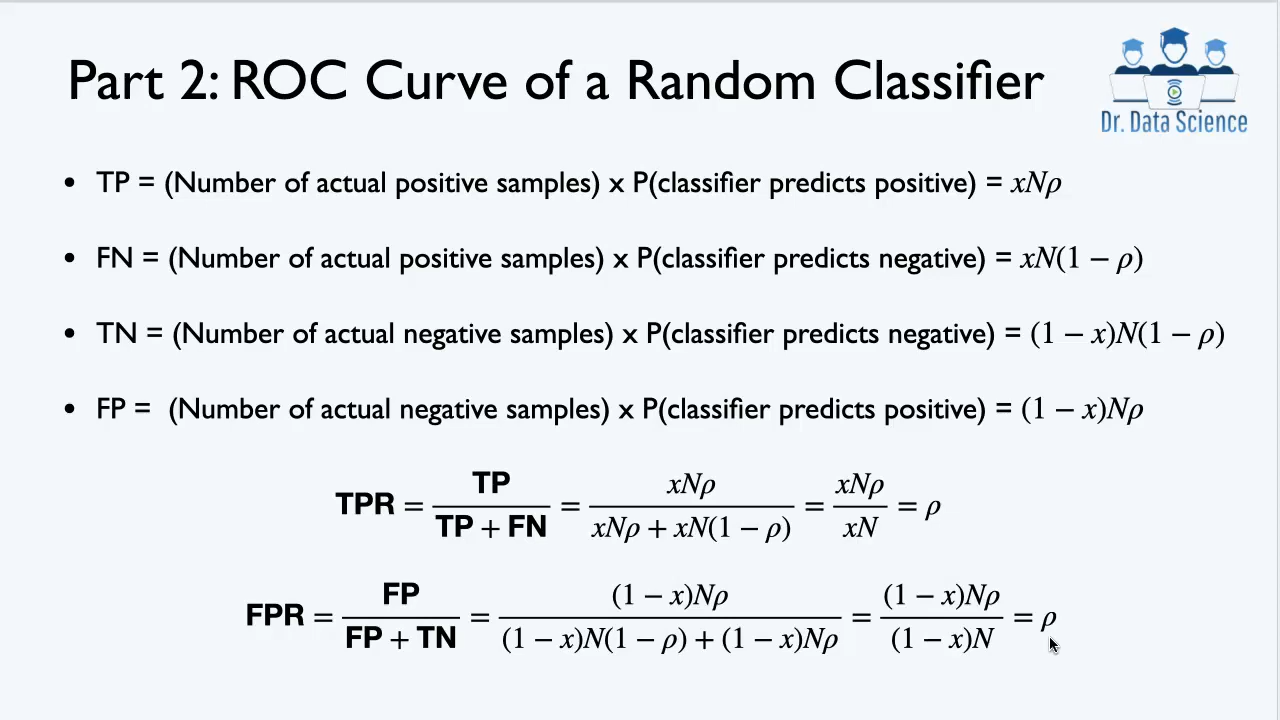 Part 2: ROC Curve of a Random Classifier
Dr. Data Science
• TP = (Number of actual positive samples) x P(classifier predicts positive) = xNρ
• FN = (Number of actual positive samples) x P(classifier predicts negative) = xN(1 − ρ)
• TN = (Number of actual negative samples) x P(classifier predicts negative) = (1 − x)N(1 − ρ)
• FP = (Number of actual negative samples) x P(classifier predicts positive) = (1 − x)Nρ
TPR = TP / (TP + FN) = xNρ / (xNρ + xN(1 − ρ)) = xNρ / xN = ρ
FPR = FP / (FP + TN) = (1 − x)Nρ / ((1 − x)N(1 − ρ) + (1 − x)Nρ) = (1 − x)Nρ / (1 − x)N = ρ